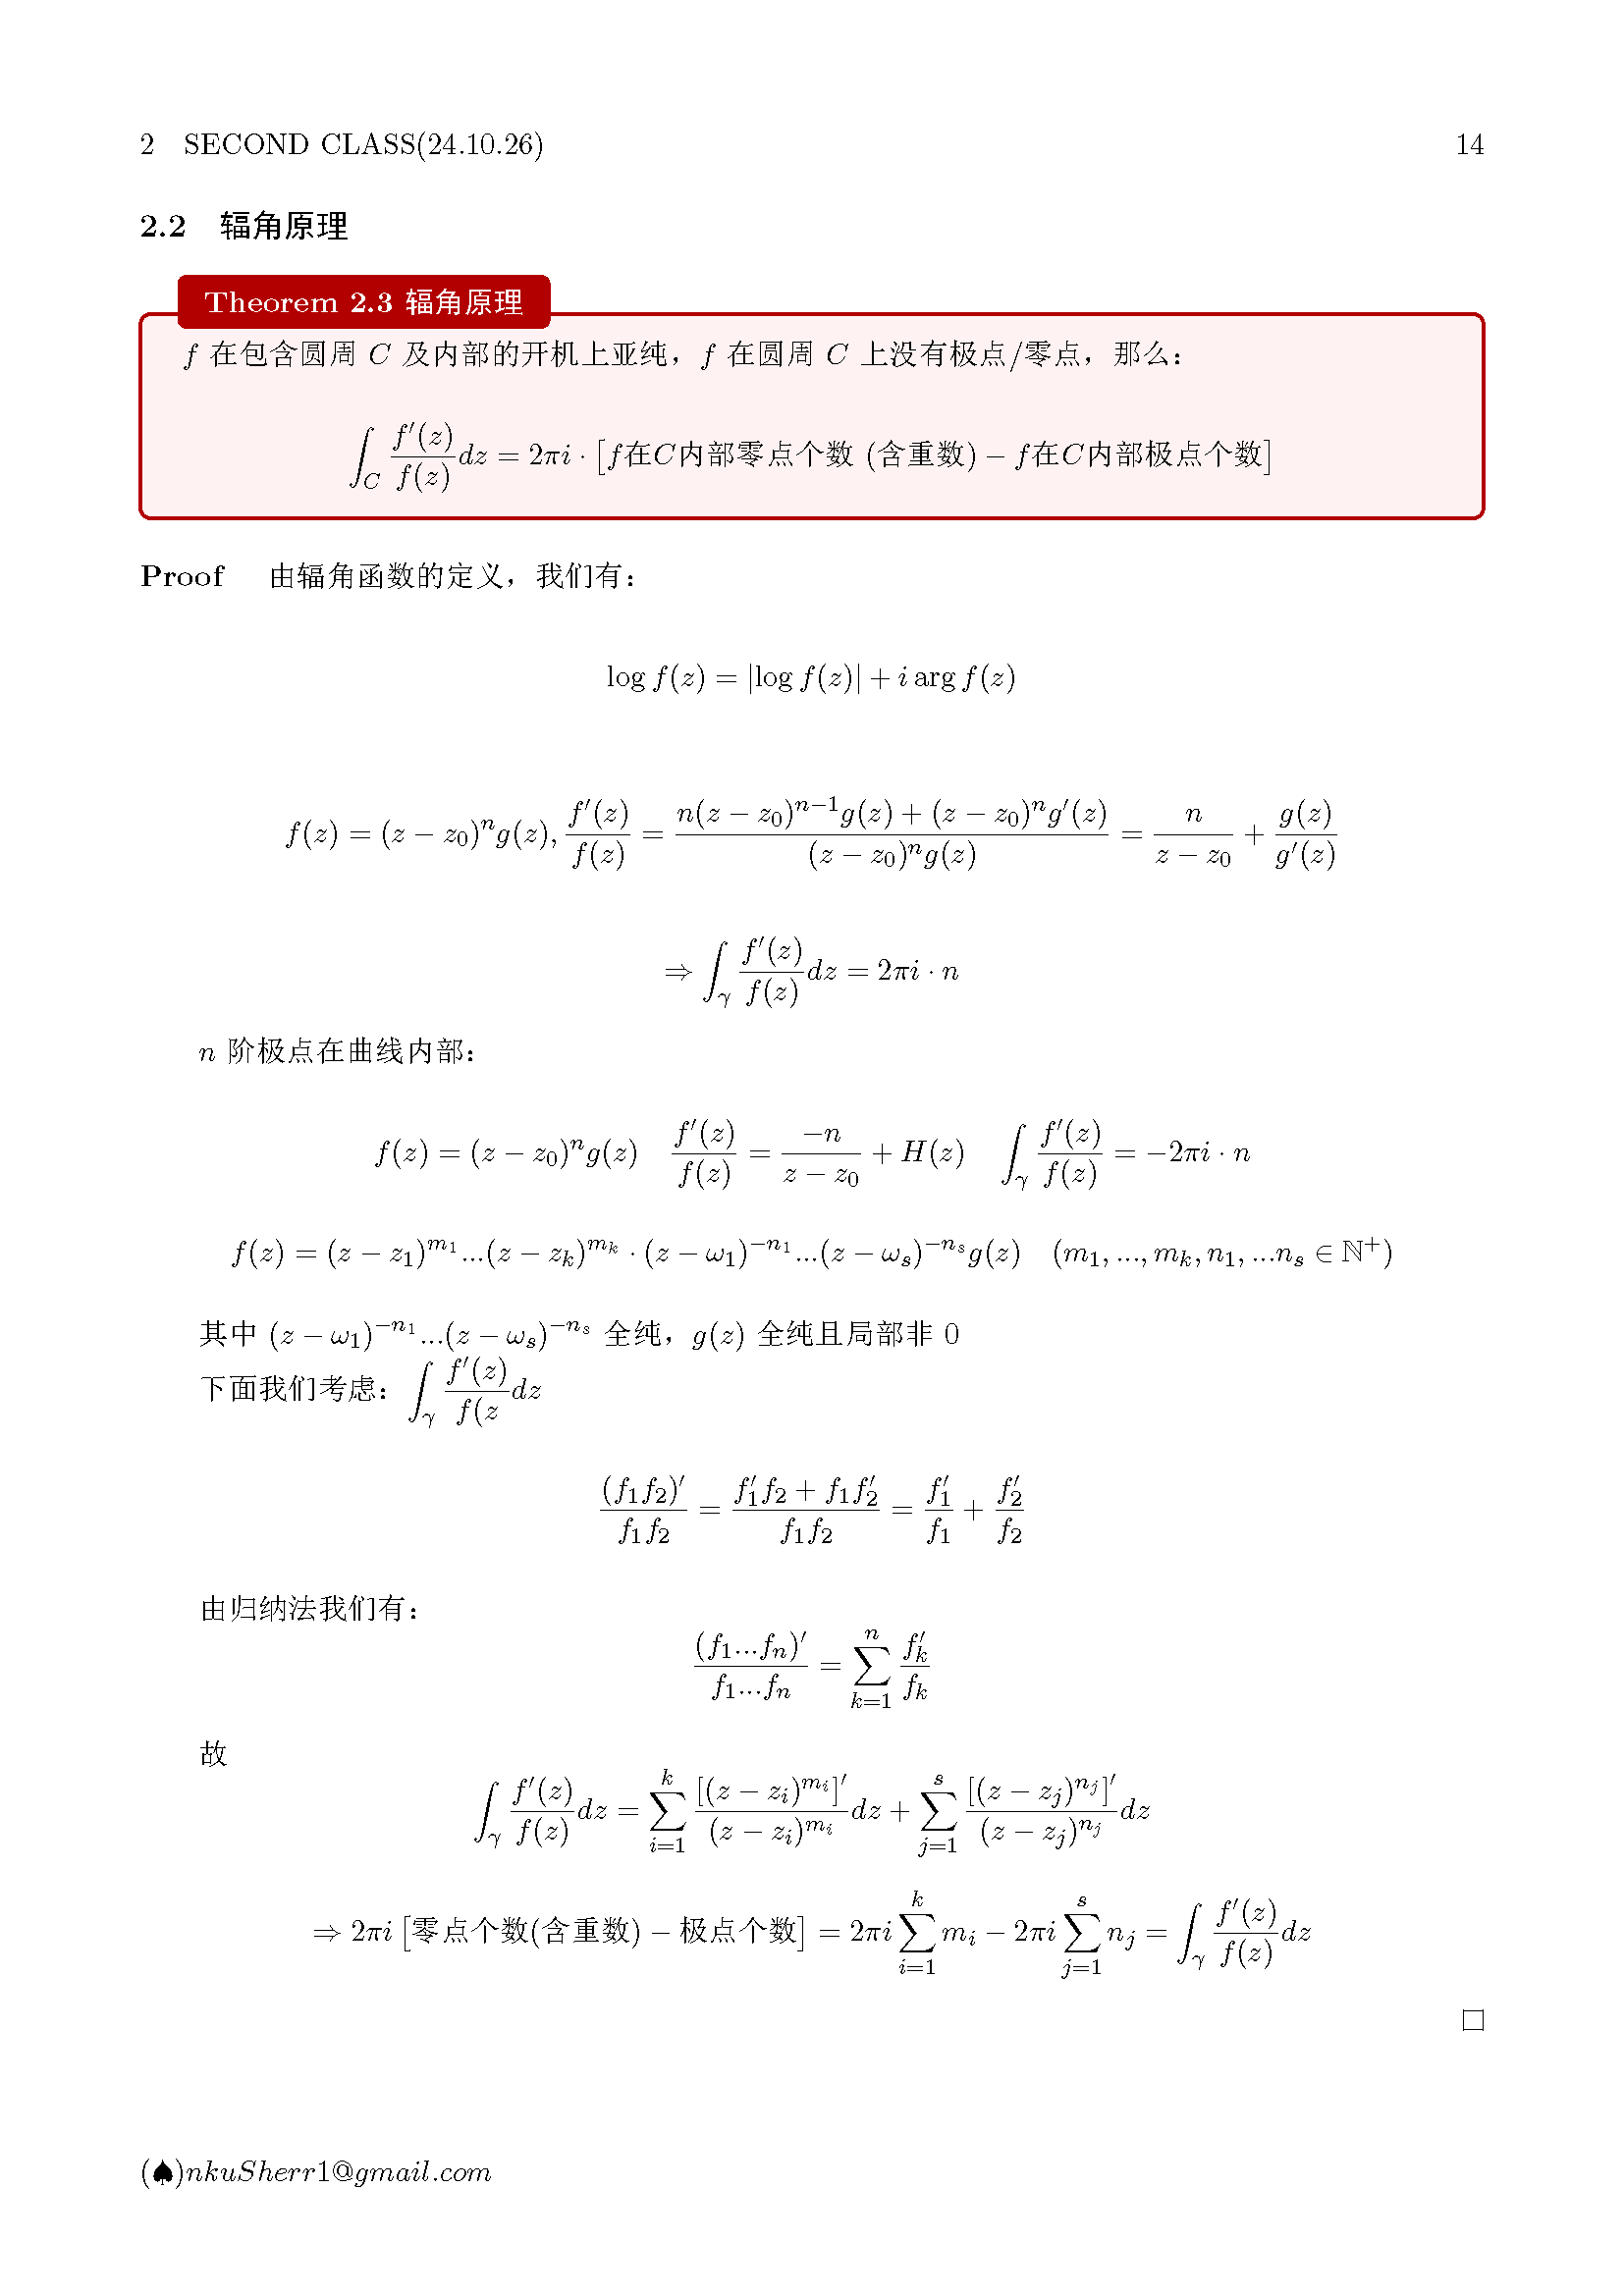 2 SECOND CLASS(24.10.26) 14
2.2 辐角原理
Theorem 2.3 辐角原理
f 在包含圆周 C 及内部的开机上亚纯，f 在圆周 C 上没有极点/零点，那么：
$\int_C \frac{f'(z)}{f(z)}dz = 2\pi i \cdot [f在C内部零点个数 (含重数) - f在C内部极点个数]$
Proof 由辐角函数的定义，我们有：
$\log f(z) = |\log f(z)| + i \arg f(z)$
$f(z) = (z-z_0)^n g(z), \frac{f'(z)}{f(z)} = \frac{n(z-z_0)^{n-1}g(z) + (z-z_0)^n g'(z)}{(z-z_0)^n g(z)} = \frac{n}{z-z_0} + \frac{g(z)}{g'(z)}$
$\Rightarrow \int_\gamma \frac{f'(z)}{f(z)}dz = 2\pi i \cdot n$
n 阶极点在曲线内部：
$f(z) = (z-z_0)^n g(z) \quad \frac{f'(z)}{f(z)} = \frac{-n}{z-z_0} + H(z) \quad \int_\gamma \frac{f'(z)}{f(z)} = -2\pi i \cdot n$
$f(z) = (z-z_1)^{m_1}...(z-z_k)^{m_k} \cdot (z-\omega_1)^{-n_1}...(z-\omega_s)^{-n_s} g(z) \quad (m_1,...,m_k,n_1,...n_s \in \mathbb{N}^+)$
其中 $(z-\omega_1)^{-n_1}...(z-\omega_s)^{-n_s}$ 全纯，g(z) 全纯且局部非 0
下面我们考虑：$\int_\gamma \frac{f'(z)}{f(z}dz$
$\frac{(f_1f_2)'}{f_1f_2} = \frac{f_1'f_2 + f_1f_2'}{f_1f_2} = \frac{f_1'}{f_1} + \frac{f_2'}{f_2}$
由归纳法我们有：
$\frac{(f_1...f_n)'}{f_1...f_n} = \sum_{k=1}^{n} \frac{f_k'}{f_k}$
故
$\int_\gamma \frac{f'(z)}{f(z)}dz = \sum_{i=1}^{k} \frac{[(z-z_i)^{m_i}]'}{(z-z_i)^{m_i}}dz + \sum_{j=1}^{s} \frac{[(z-z_j)^{n_j}]'}{(z-z_j)^{n_j}}dz$
$\Rightarrow 2\pi i [零点个数(含重数) - 极点个数] = 2\pi i \sum_{i=1}^{k} m_i - 2\pi i \sum_{j=1}^{s} n_j = \int_\gamma \frac{f'(z)}{f(z)}dz$
□
(♠)nkuSherr1@gmail.com